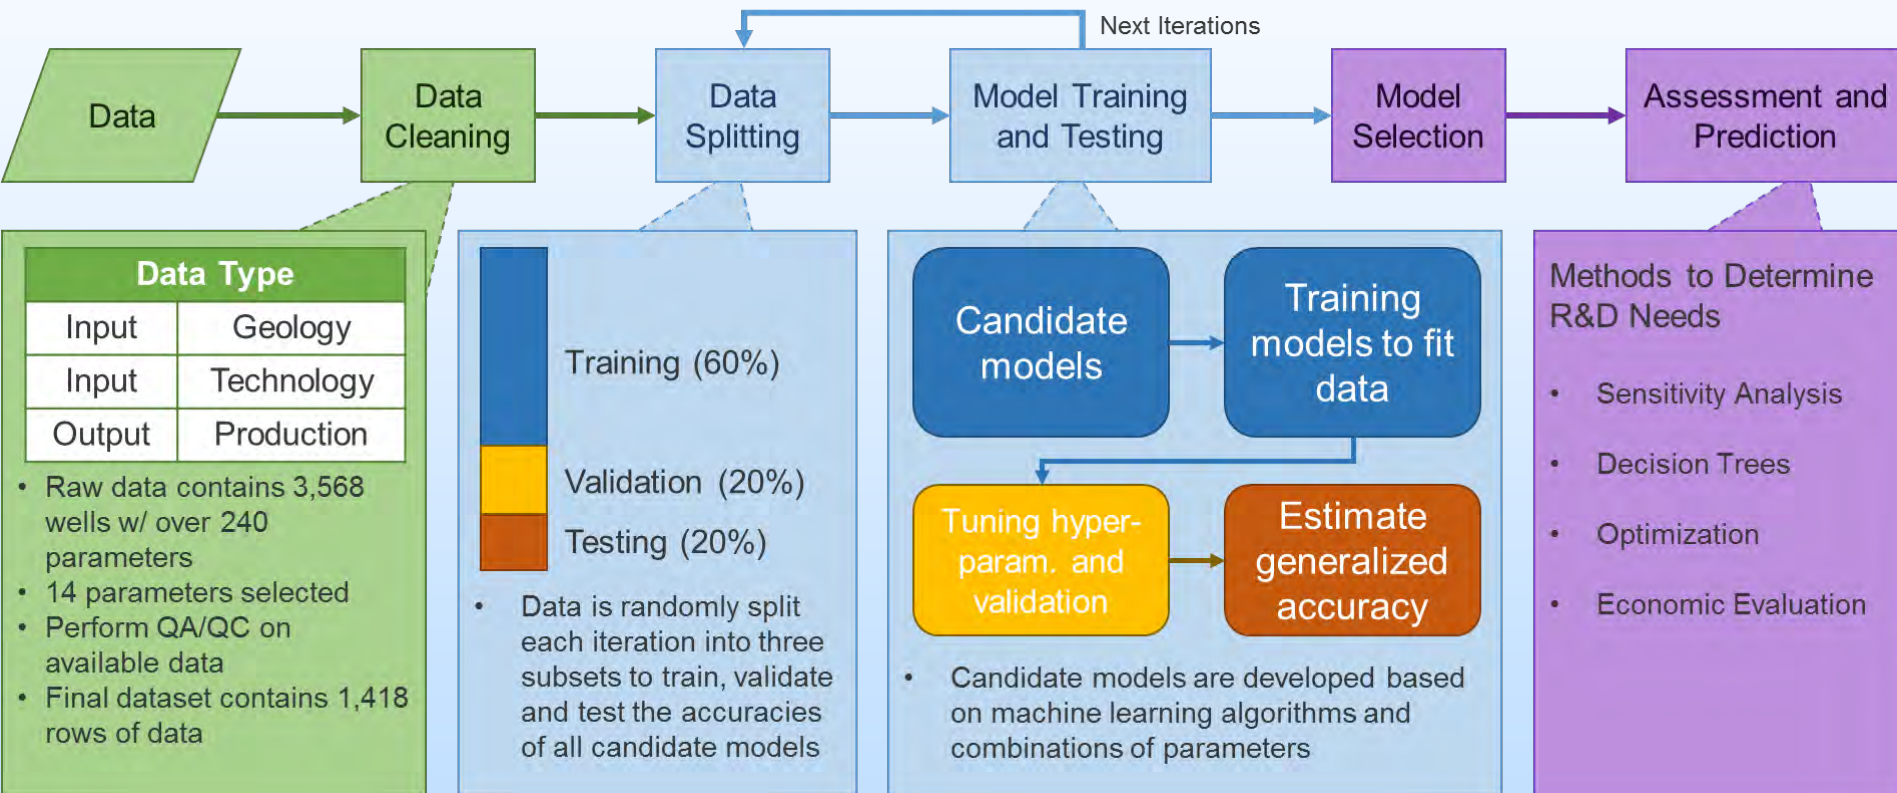 Next Iterations
Data
Data
Cleaning
Data
Splitting
Model Training
and Testing
Model
Selection
Assessment and
Prediction
Data Type
Input Geology
Input Technology
Output Production
• Raw data contains 3,568
wells w/ over 240
parameters
• 14 parameters selected
• Perform QA/QC on
available data
• Final dataset contains 1,418
rows of data
Training (60%)
Validation (20%)
Testing (20%)
• Data is randomly split
each iteration into three
subsets to train, validate
and test the accuracies
of all candidate models
Candidate
models
Training
models to fit
data
Tuning hyper-
param. and
validation
Estimate
generalized
accuracy
• Candidate models are developed based
on machine learning algorithms and
combinations of parameters
Methods to Determine
R&D Needs
• Sensitivity Analysis
• Decision Trees
• Optimization
• Economic Evaluation